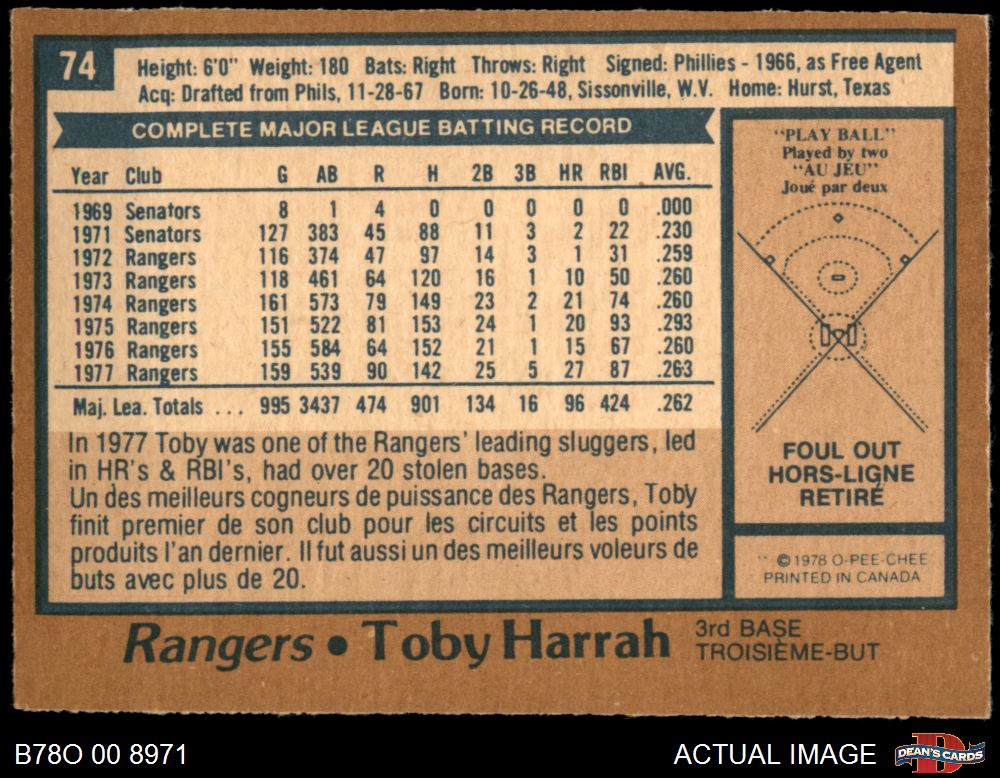 74
Height: 6'0" Weight: 180 Bats: Right Throws: Right Signed: Phillies - 1966, as Free Agent
Acq: Drafted from Phils, 11-28-67 Born: 10-26-48, Sissonville, W.V. Home: Hurst, Texas
COMPLETE MAJOR LEAGUE BATTING RECORD
Year Club G AB R H 2B 3B HR RBI AVG.
1969 Senators 8 1 4 0 0 0 0 0 .000
1971 Senators 127 383 45 88 11 3 2 22 .230
1972 Rangers 116 374 47 97 14 3 1 31 .259
1973 Rangers 118 461 64 120 16 1 10 50 .260
1974 Rangers 161 573 79 149 23 2 21 74 .260
1975 Rangers 151 522 81 153 24 1 20 93 .293
1976 Rangers 155 584 64 152 21 1 15 67 .260
1977 Rangers 159 539 90 142 25 5 27 87 .263
Maj. Lea. Totals ... 995 3437 474 901 134 16 96 424 .262
In 1977 Toby was one of the Rangers' leading sluggers, led
in HR's & RBI's, had over 20 stolen bases.
Un des meilleurs cogneurs de puissance des Rangers, Toby
finit premier de son club pour les circuits et les points
produits l'an dernier. Il fut aussi un des meilleurs voleurs de
buts avec plus de 20.
"PLAY BALL"
Played by two
"AU JEU"
Joué par deux
FOUL OUT
HORS-LIGNE
RETIRÉ
©1978 O-PEE-CHEE
PRINTED IN CANADA
Rangers • Toby Harrah
3rd BASE
TROISIÈME-BUT
B78O 00 8971
ACTUAL IMAGE
DEAN'S CARDS